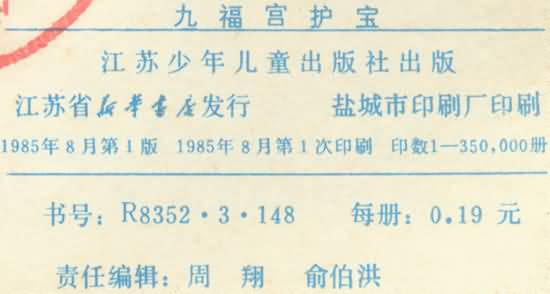 九福宫护宝
江苏少年儿童出版社出版
江苏省新华书店发行 盐城市印刷厂印刷
1985年8月第1版 1985年8月第1次印刷 印数1—350,000册
书号：R8352·3·148 每册：0.19 元
责任编辑：周 翔 俞伯洪